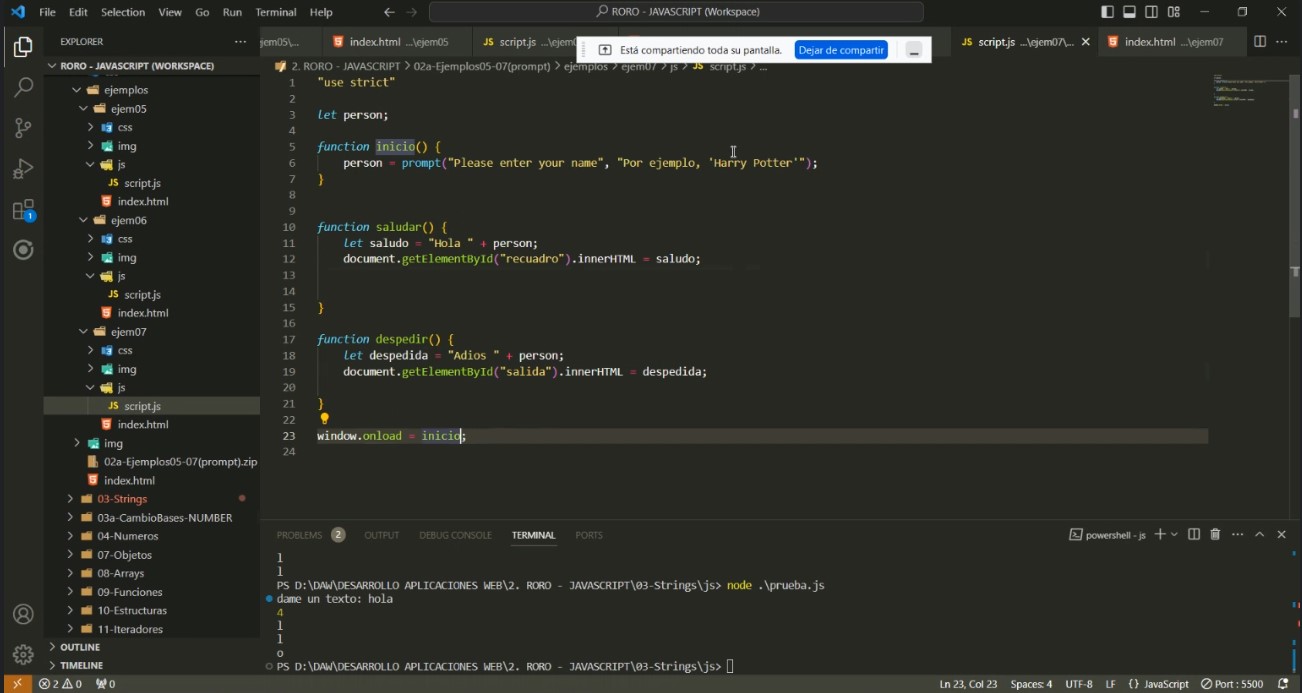 File Edit Selection View Go Run Terminal Help
RORO - JAVASCRIPT (Workspace)
EXPLORER
RORO - JAVASCRIPT (WORKSPACE)
ejemplos
ejem05
css
img
js
JS script.js
index.html
ejem06
css
img
js
JS script.js
index.html
ejem07
css
img
js
JS script.js
index.html
img
02a-Ejemplos05-07(prompt).zip
index.html
03-Strings
03a-CambioBases-NUMBER
04-Numeros
07-Objetos
08-Arrays
09-Funciones
10-Estructuras
11-Iteradores
OUTLINE
TIMELINE
1
ejem05\... index.html ...\ejem05 JS script.js JS script.js ...\ejem07\... index.html ...\ejem07
Está compartiendo toda su pantalla. Dejar de compartir
2. RORO - JAVASCRIPT > 02a-Ejemplos05-07(prompt) > ejemplos > ejem07 > js > JS script.js > ...
1 "use strict"
2
3 let person;
4
5 function inicio() {
6 person = prompt("Please enter your name", "Por ejemplo, 'Harry Potter'");
7 }
8
9
10 function saludar() {
11 let saludo = "Hola " + person;
12 document.getElementById("recuadro").innerHTML = saludo;
13
14
15 }
16
17 function despedir() {
18 let despedida = "Adios " + person;
19 document.getElementById("salida").innerHTML = despedida;
20
21 }
22
23 window.onload = inicio;
24
PROBLEMS 2 OUTPUT DEBUG CONSOLE TERMINAL PORTS
powershell - js
l
l
PS D:\DAW\DESARROLLO APLICACIONES WEB\2. RORO - JAVASCRIPT\03-Strings\js> node .\prueba.js
dame un texto: hola
4
l
l
o
PS D:\DAW\DESARROLLO APLICACIONES WEB\2. RORO - JAVASCRIPT\03-Strings\js>
2 0 0 Ln 23, Col 23 Spaces: 4 UTF-8 LF {} JavaScript Port : 5500